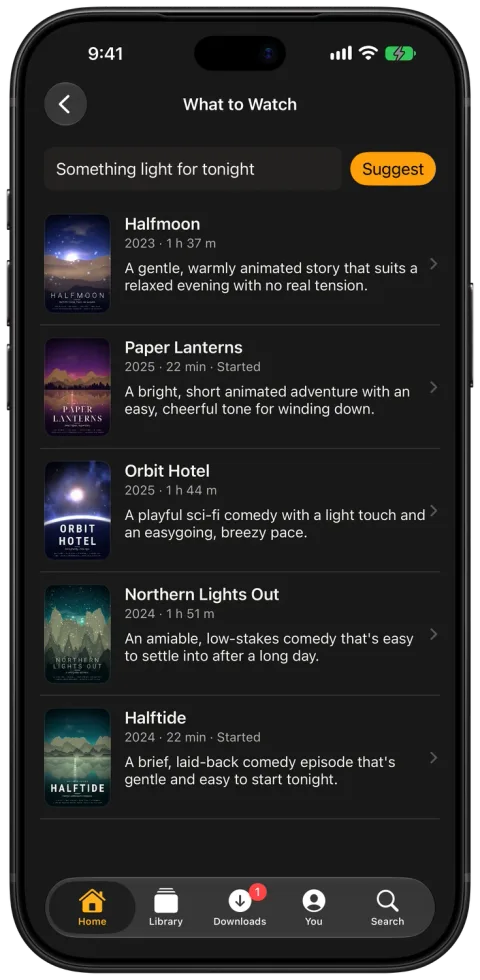 9:41
What to Watch
Something light for tonight
Suggest
Halfmoon
2023 · 1 h 37 m
A gentle, warmly animated story that suits a
relaxed evening with no real tension.
HALFMOON
Paper Lanterns
2025 · 22 min · Started
A bright, short animated adventure with an
easy, cheerful tone for winding down.
PAPER
LANTERNS
Orbit Hotel
2025 · 1 h 44 m
A playful sci-fi comedy with a light touch and
an easygoing, breezy pace.
ORBIT
HOTEL
Northern Lights Out
2024 · 1 h 51 m
An amiable, low-stakes comedy that's easy
to settle into after a long day.
NORTHERN
LIGHTS OUT
Halftide
2024 · 22 min · Started
A brief, laid-back comedy episode that's
gentle and easy to start tonight.
HALFTIDE
1
Home
Library
Downloads
You
Search